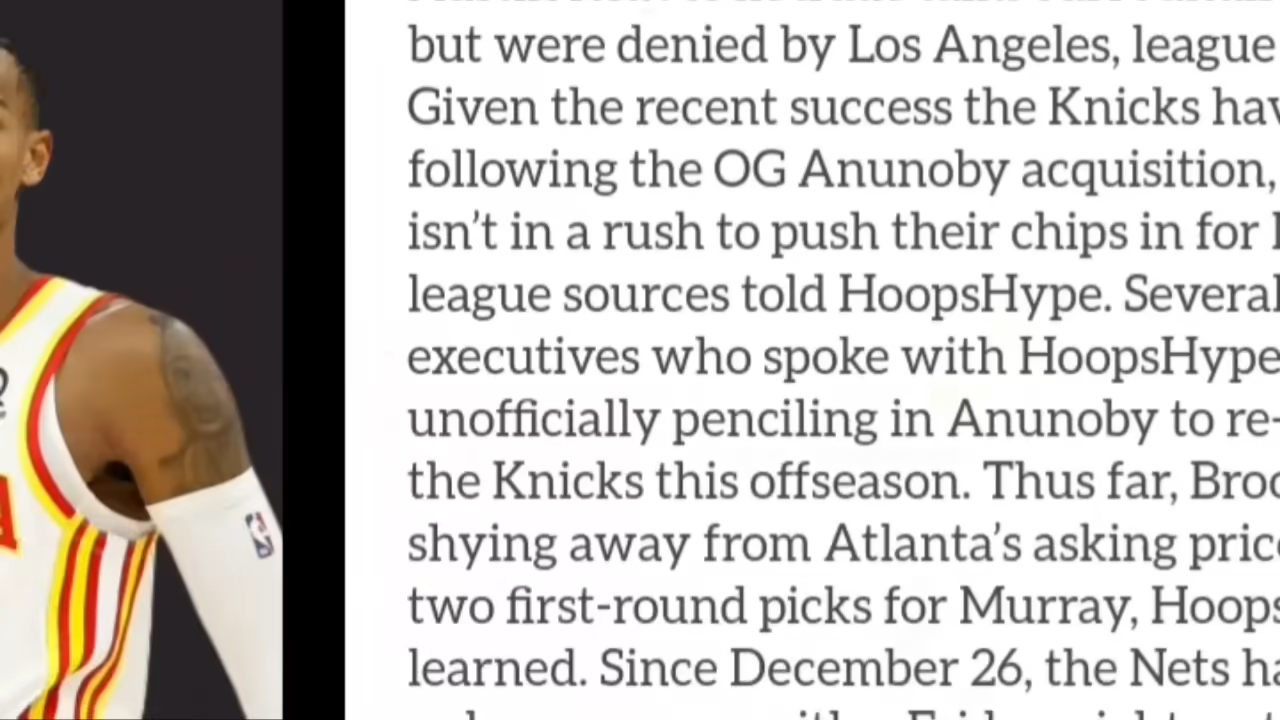 but were denied by Los Angeles, league
Given the recent success the Knicks hav
following the OG Anunoby acquisition,
isn’t in a rush to push their chips in for
league sources told HoopsHype. Several
executives who spoke with HoopsHype
unofficially penciling in Anunoby to re-
the Knicks this offseason. Thus far, Broo
shying away from Atlanta’s asking price
two first-round picks for Murray, Hoops
learned. Since December 26, the Nets ha